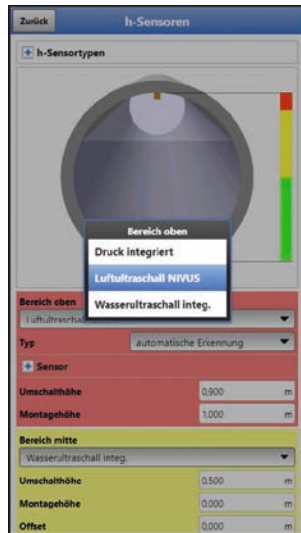 Zurück
h-Sensoren
h-Sensortypen
Bereich oben
Druck integriert
Luftultraschall NIVUS
Wasserultraschall integ.
Bereich oben
Luftultraschal
Typ automatische Erkennung
Sensor
Umschalthöhe 0,900 m
Montagehöhe 1,000 m
Bereich mitte
Wasserultraschall integ.
Umschalthöhe 0,500 m
Montagehöhe 0,000 m
Offset 0,000 m